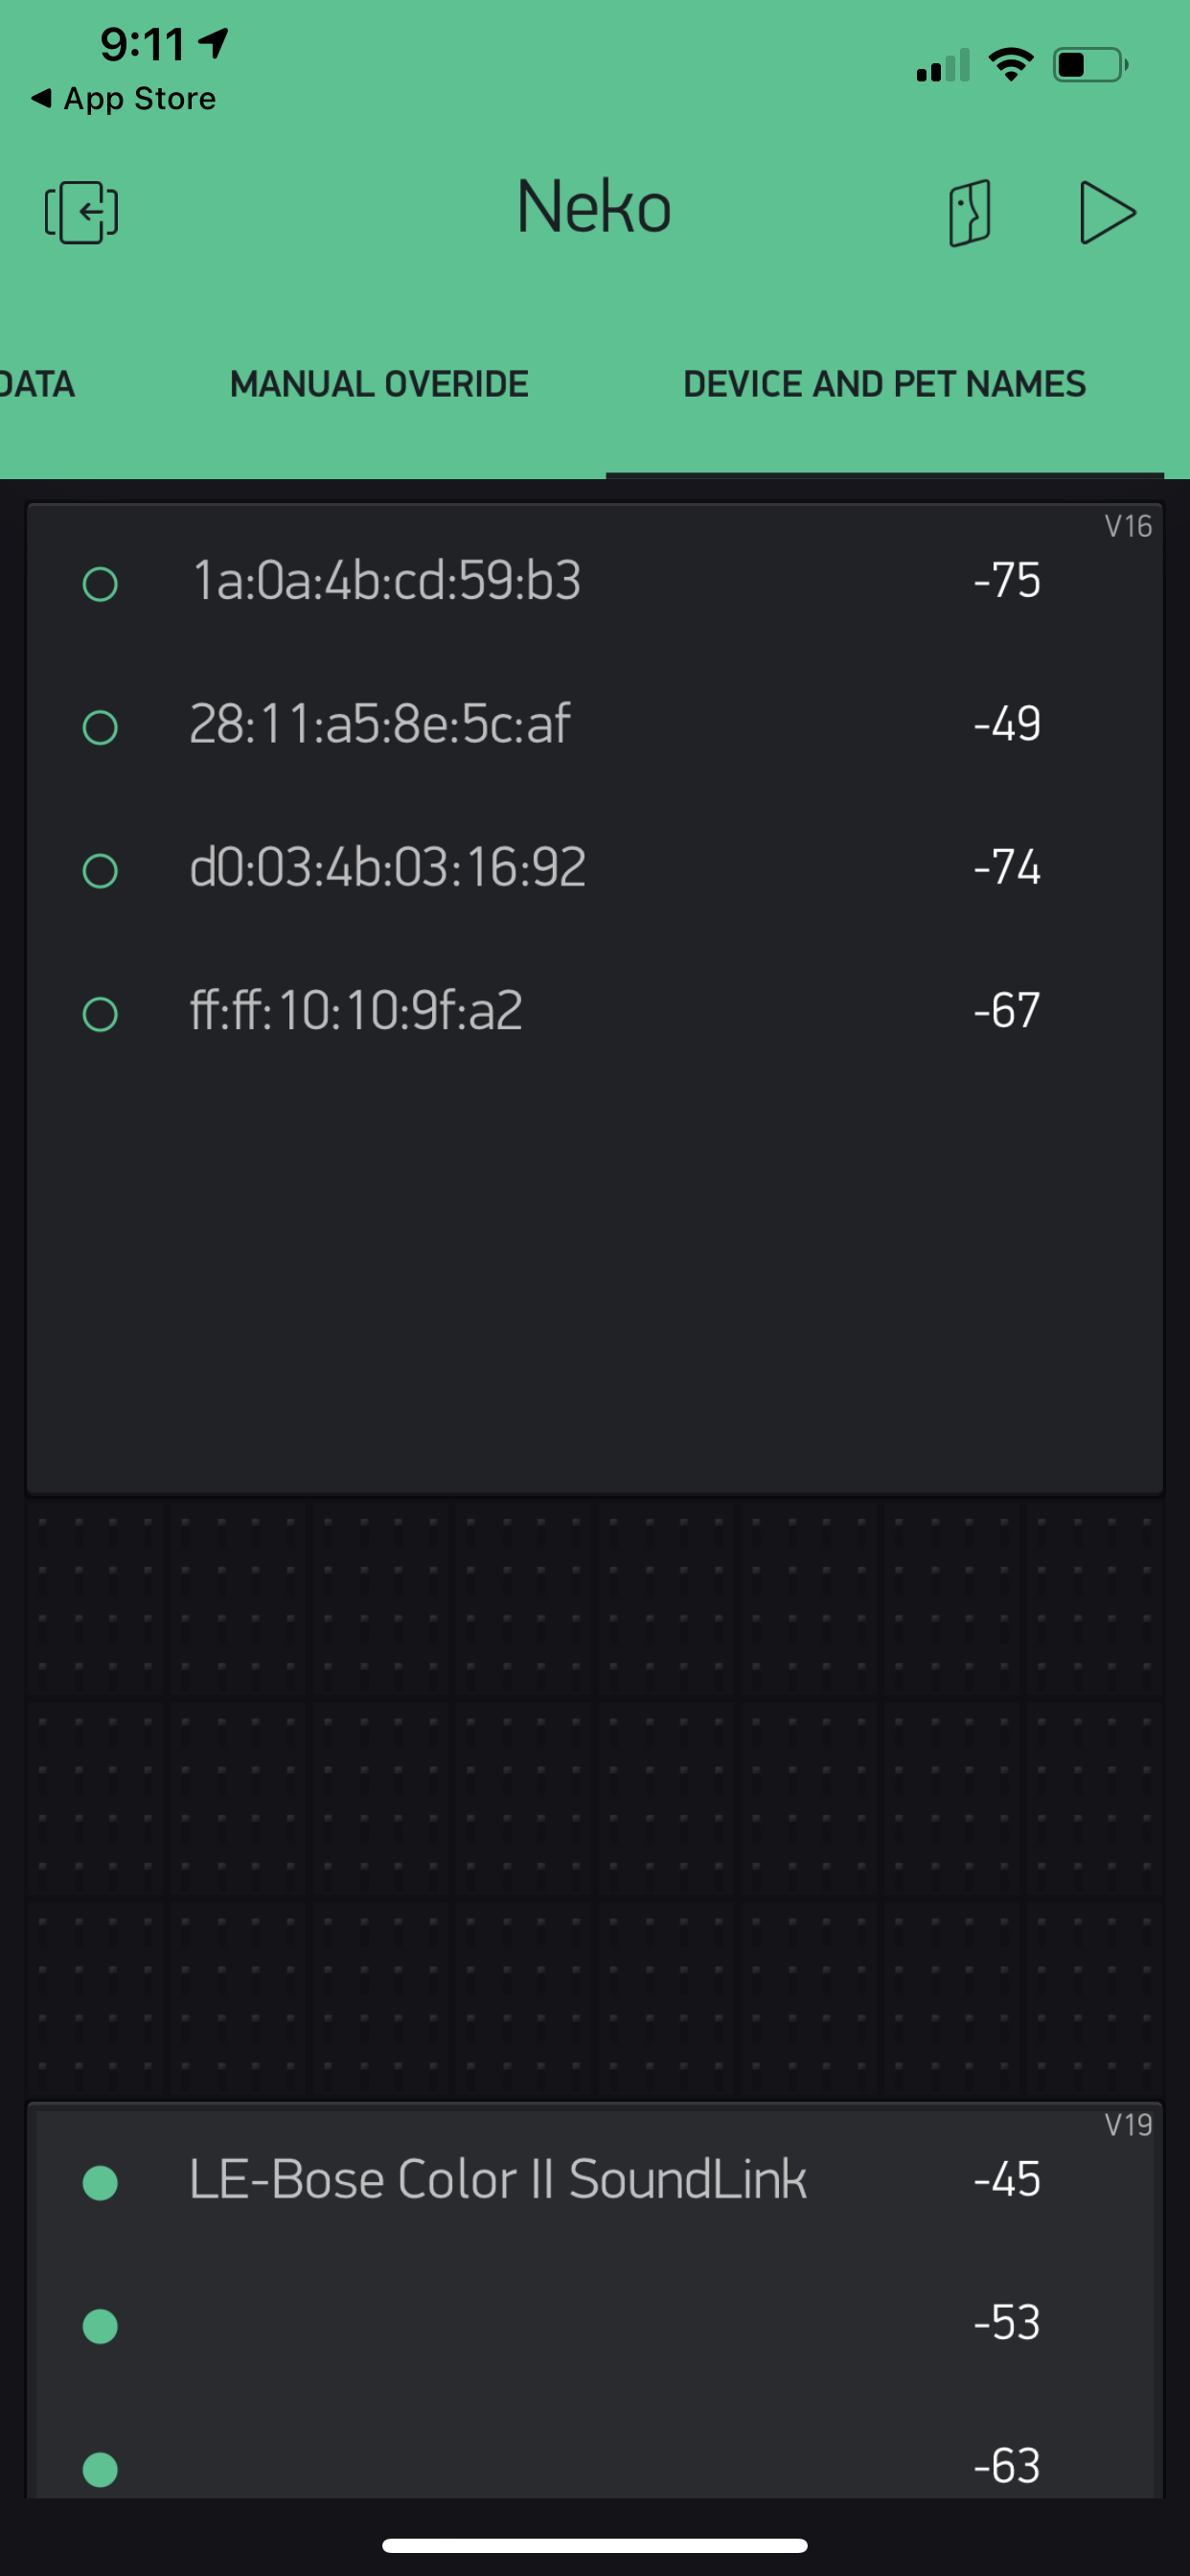 9:11
App Store
Neko
DATA MANUAL OVERIDE DEVICE AND PET NAMES
V16
1a:0a:4b:cd:59:b3 -75
28:11:a5:8e:5c:af -49
d0:03:4b:03:16:92 -74
ff:ff:10:10:9f:a2 -67
V19
LE-Bose Color II SoundLink -45
-53
-63